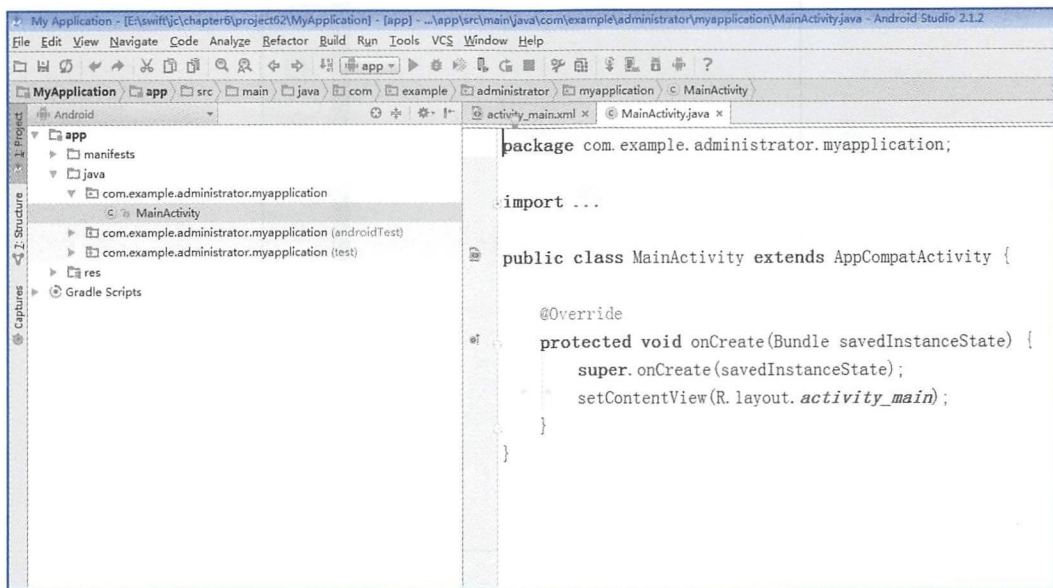 My Application - [E:\swift\jc\chapter6\project62\MyApplication] - [app] - ...\app\src\main\java\com\example\administrator\myapplication\MainActivity.java - Android Studio 2.1.2
File Edit View Navigate Code Analyze Refactor Build Run Tools VCS Window Help
app
MyApplication app src main java com example administrator myapplication MainActivity
Android
activity_main.xml
MainActivity.java
1: Project
Z: Structure
Captures
app
manifests
java
com.example.administrator.myapplication
MainActivity
com.example.administrator.myapplication (androidTest)
com.example.administrator.myapplication (test)
res
Gradle Scripts
package com.example.administrator.myapplication;
import ...
public class MainActivity extends AppCompatActivity {
@Override
protected void onCreate(Bundle savedInstanceState) {
super.onCreate(savedInstanceState);
setContentView(R.layout.activity_main);
}
}